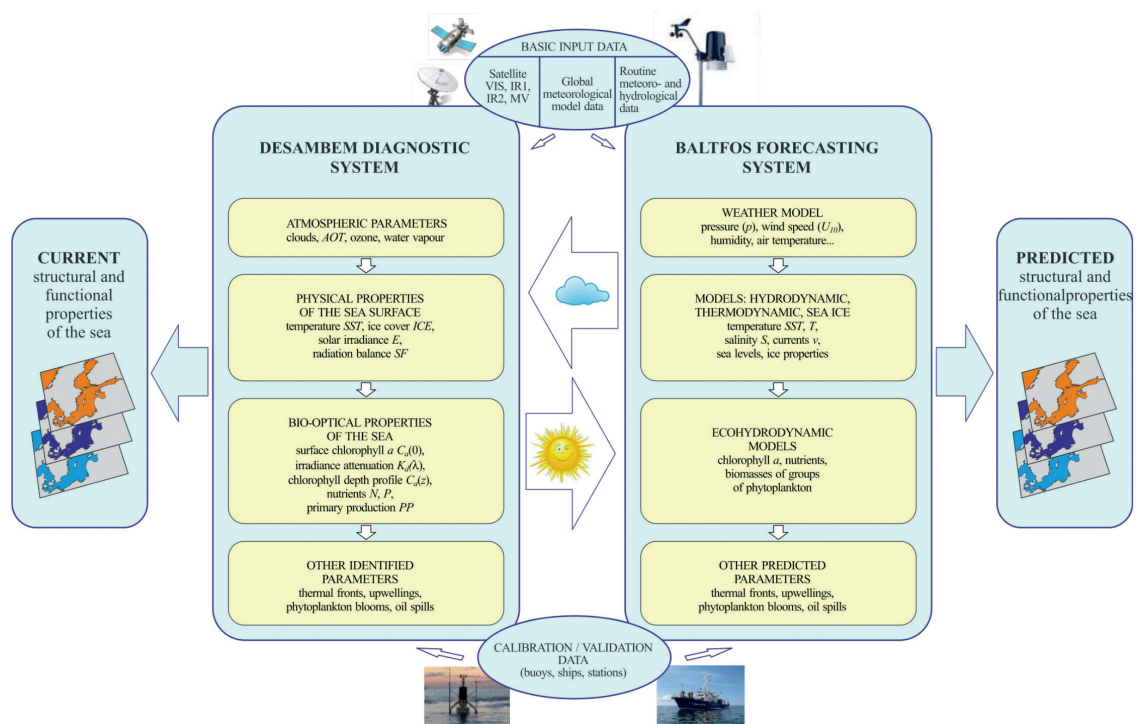 BASIC INPUT DATA
Satellite
VIS, IR1,
IR2, MV
Global
meteorological
model data
Routine
meteoro- and
hydrological
data
DESAMBEM DIAGNOSTIC
SYSTEM
ATMOSPHERIC PARAMETERS
clouds, AOT, ozone, water vapour
PHYSICAL PROPERTIES
OF THE SEA SURFACE
temperature SST, ice cover ICE,
solar irradiance E,
radiation balance SF
BIO-OPTICAL PROPERTIES
OF THE SEA
surface chlorophyll a Ca(0),
irradiance attenuation Kd(λ),
chlorophyll depth profile Ca(z),
nutrients N, P,
primary production PP
OTHER IDENTIFIED
PARAMETERS
thermal fronts, upwellings,
phytoplankton blooms, oil spills
BALTFOS FORECASTING
SYSTEM
WEATHER MODEL
pressure (p), wind speed (U10),
humidity, air temperature...
MODELS: HYDRODYNAMIC,
THERMODYNAMIC, SEA ICE
temperature SST, T,
salinity S, currents v,
sea levels, ice properties
ECOHYDRODYNAMIC
MODELS
chlorophyll a, nutrients,
biomasses of groups
of phytoplankton
OTHER PREDICTED
PARAMETERS
thermal fronts, upwellings,
phytoplankton blooms, oil spills
CURRENT
structural and
functional
properties
of the sea
PREDICTED
structural and
functionalproperties
of the sea
CALIBRATION / VALIDATION
DATA
(buoys, ships, stations)